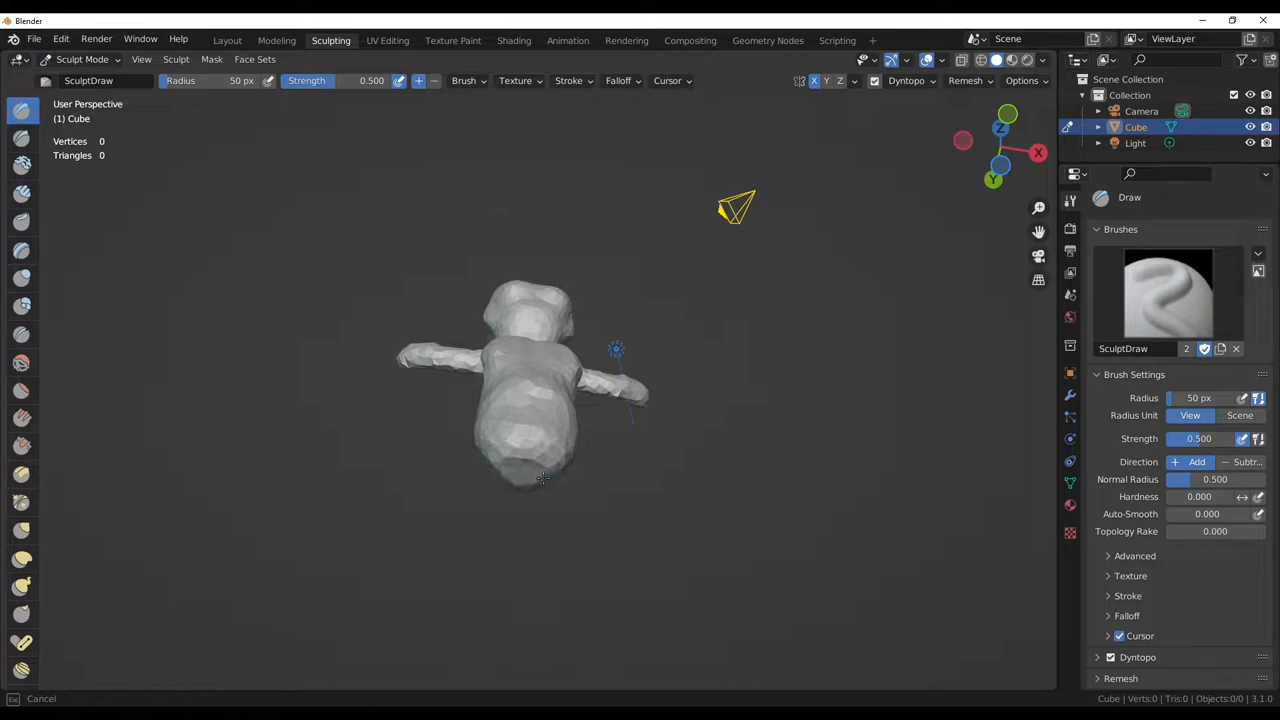 Blender
File Edit Render Window Help
Layout Modeling Sculpting UV Editing Texture Paint Shading Animation Rendering Compositing Geometry Nodes Scripting +
Scene ViewLayer
Sculpt Mode View Sculpt Mask Face Sets
SculptDraw Radius 50 px Strength 0.500 + − Brush Texture Stroke Falloff Cursor X Y Z Dyntopo Remesh Options
User Perspective
(1) Cube
Vertices 0
Triangles 0
Z
X
Y
Scene Collection
Collection
Camera
Cube
Light
Draw
Brushes
SculptDraw 2
Brush Settings
Radius 50 px
Radius Unit View Scene
Strength 0.500
Direction + Add − Subtr...
Normal Radius 0.500
Hardness 0.000
Auto-Smooth 0.000
Topology Rake 0.000
Advanced
Texture
Stroke
Falloff
Cursor
Dyntopo
Remesh
Esc Cancel
Cube | Verts:0 | Tris:0 | Objects:0/0 | 3.1.0